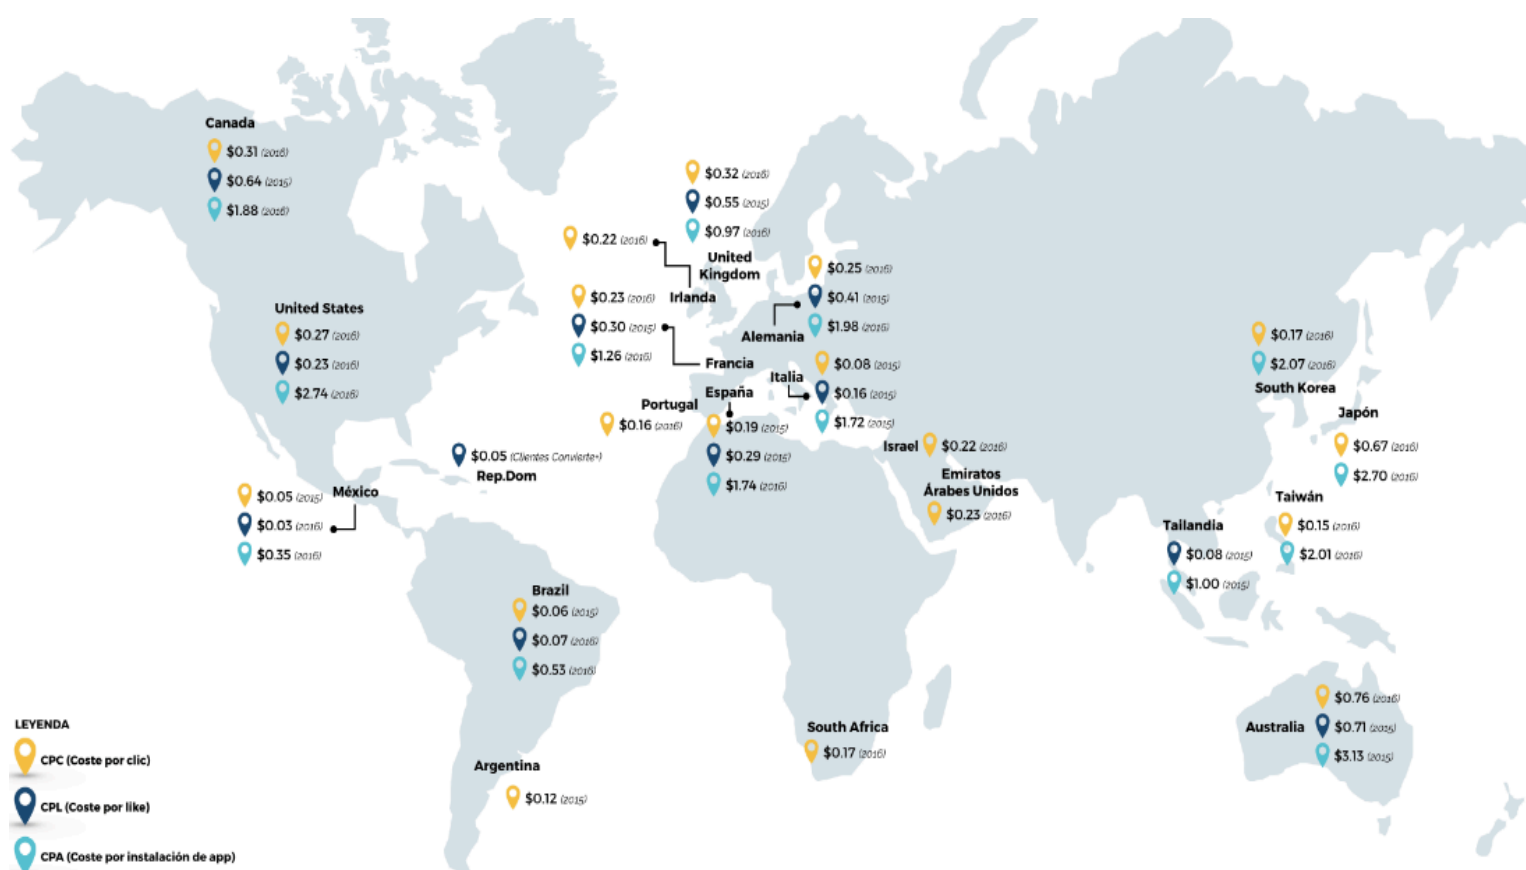 Canada
$0.31 (2016)
$0.64 (2015)
$1.88 (2016)
United States
$0.27 (2016)
$0.23 (2016)
$2.74 (2016)
$0.05 (Clientes Convierte+)
Rep.Dom
México
$0.05 (2015)
$0.03 (2016)
$0.35 (2016)
Brazil
$0.06 (2015)
$0.07 (2016)
$0.53 (2016)
Argentina
$0.12 (2015)
$0.32 (2016)
$0.55 (2015)
$0.97 (2016)
United
Kingdom
$0.22 (2016)
Irlanda
$0.23 (2016)
$0.30 (2015)
$1.26 (2016)
Francia
$0.25 (2016)
$0.41 (2015)
$1.98 (2016)
Alemania
Italia
$0.08 (2015)
$0.16 (2015)
$1.72 (2015)
España
$0.19 (2015)
$0.29 (2015)
$1.74 (2016)
Portugal
$0.16 (2016)
Israel
$0.22 (2016)
Emiratos
Árabes Unidos
$0.23 (2016)
South Africa
$0.17 (2016)
$0.17 (2016)
$2.07 (2016)
South Korea
Japón
$0.67 (2016)
$2.70 (2016)
Taiwán
$0.15 (2016)
$2.01 (2016)
Tailandia
$0.08 (2015)
$1.00 (2015)
Australia
$0.76 (2016)
$0.71 (2015)
$3.13 (2015)
LEYENDA
CPC (Coste por clic)
CPL (Coste por like)
CPA (Coste por instalación de app)